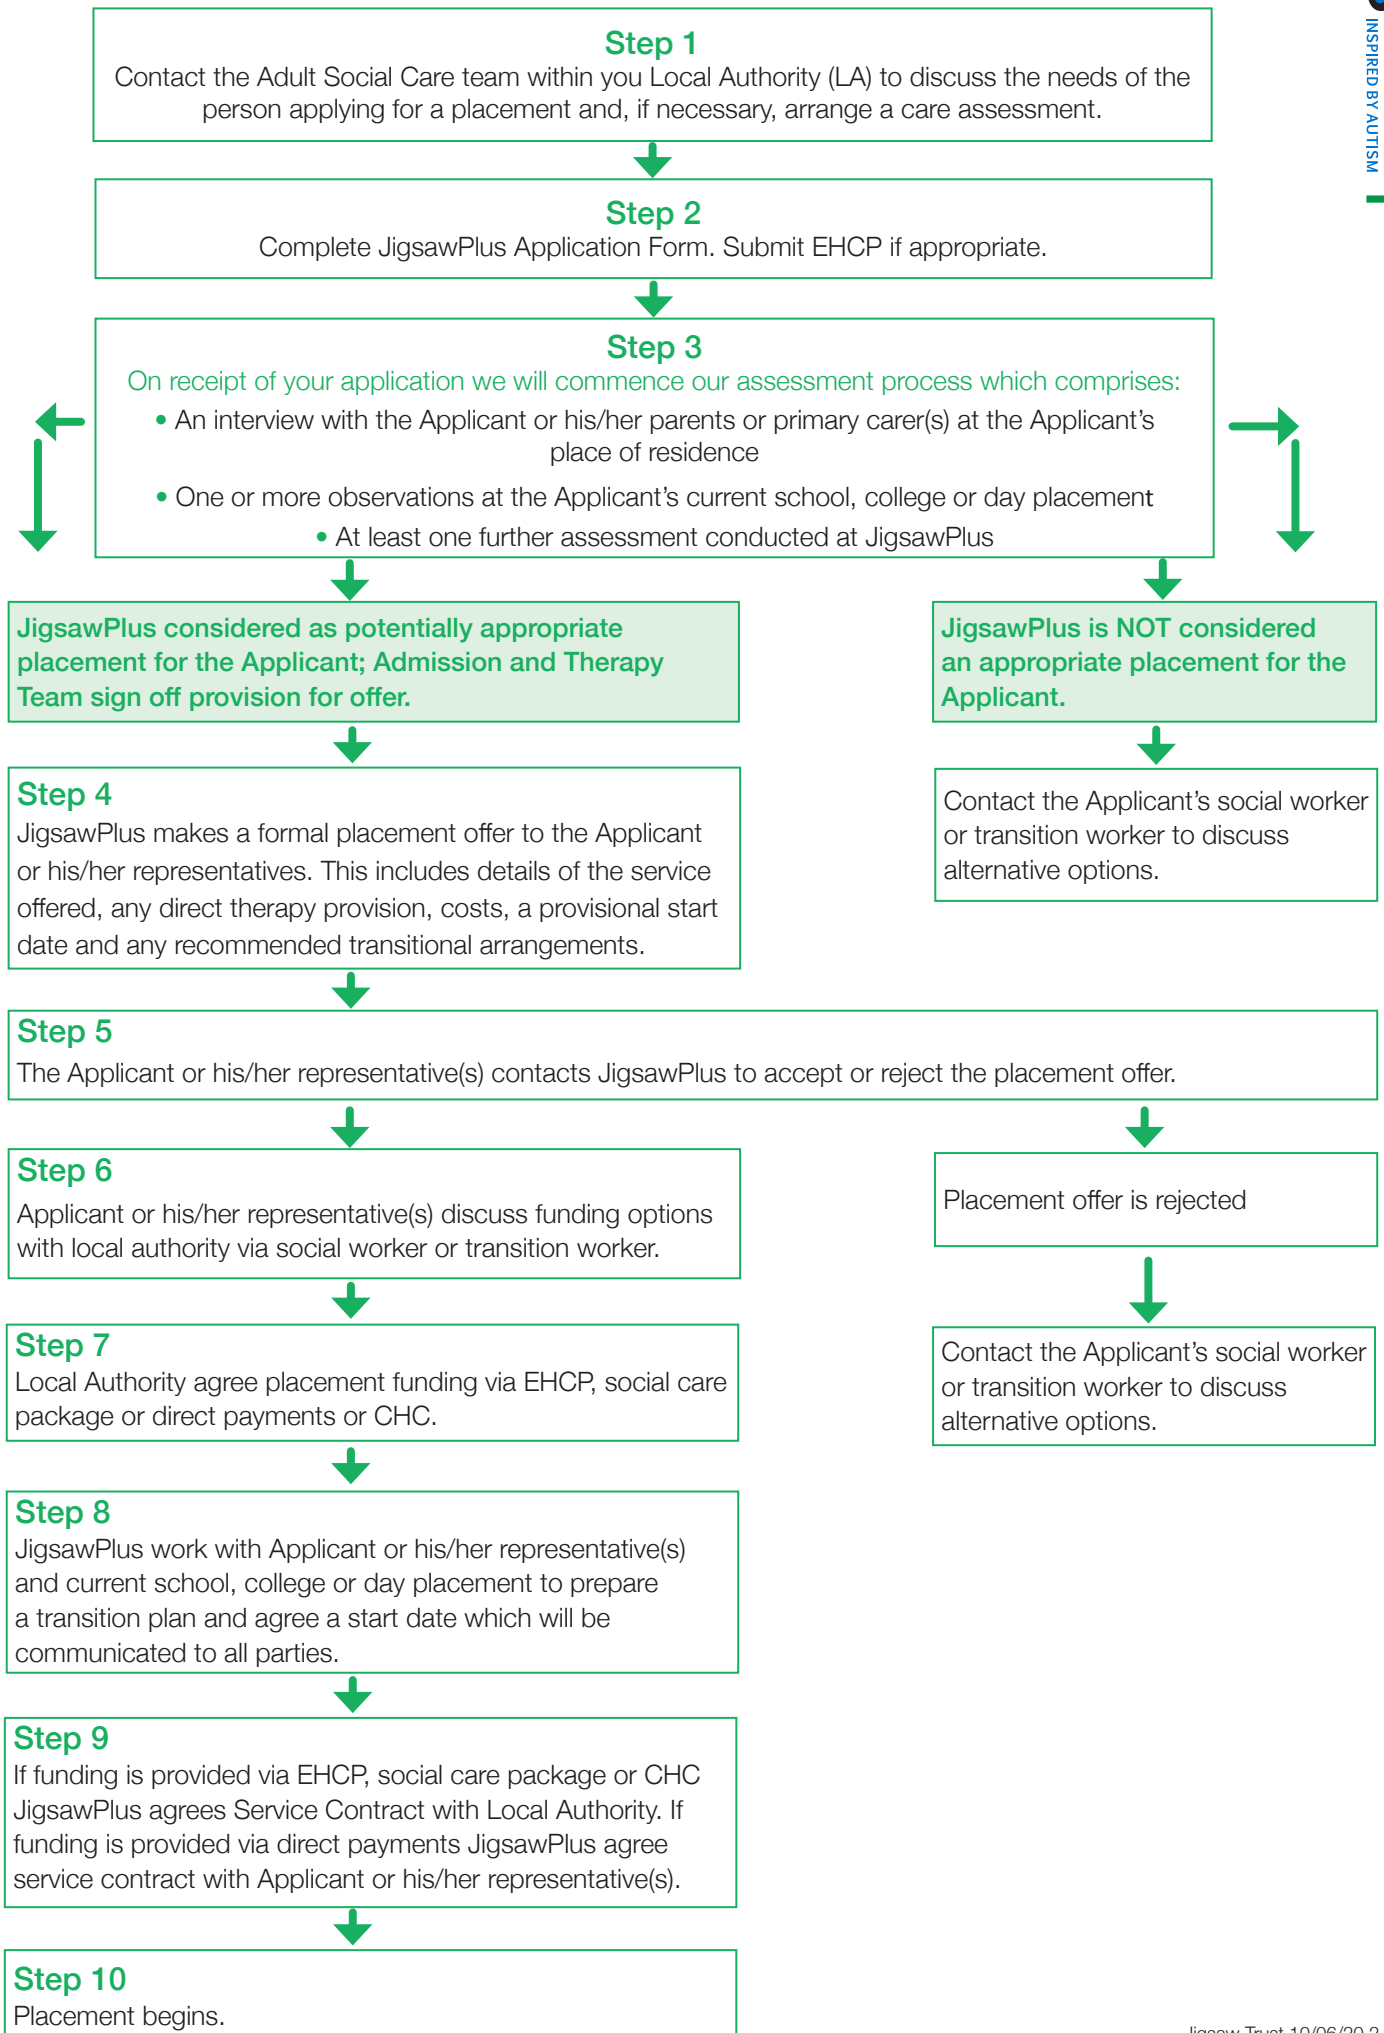 INSPIRED BY AUTISM
Step 1
Contact the Adult Social Care team within you Local Authority (LA) to discuss the needs of the
person applying for a placement and, if necessary, arrange a care assessment.
Step 2
Complete JigsawPlus Application Form. Submit EHCP if appropriate.
Step 3
On receipt of your application we will commence our assessment process which comprises:
• An interview with the Applicant or his/her parents or primary carer(s) at the Applicant's
place of residence
• One or more observations at the Applicant's current school, college or day placement
• At least one further assessment conducted at JigsawPlus
JigsawPlus considered as potentially appropriate
placement for the Applicant; Admission and Therapy
Team sign off provision for offer.
JigsawPlus is NOT considered
an appropriate placement for the
Applicant.
Step 4
JigsawPlus makes a formal placement offer to the Applicant
or his/her representatives. This includes details of the service
offered, any direct therapy provision, costs, a provisional start
date and any recommended transitional arrangements.
Contact the Applicant's social worker
or transition worker to discuss
alternative options.
Step 5
The Applicant or his/her representative(s) contacts JigsawPlus to accept or reject the placement offer.
Step 6
Applicant or his/her representative(s) discuss funding options
with local authority via social worker or transition worker.
Placement offer is rejected
Step 7
Local Authority agree placement funding via EHCP, social care
package or direct payments or CHC.
Contact the Applicant's social worker
or transition worker to discuss
alternative options.
Step 8
JigsawPlus work with Applicant or his/her representative(s)
and current school, college or day placement to prepare
a transition plan and agree a start date which will be
communicated to all parties.
Step 9
If funding is provided via EHCP, social care package or CHC
JigsawPlus agrees Service Contract with Local Authority. If
funding is provided via direct payments JigsawPlus agree
service contract with Applicant or his/her representative(s).
Step 10
Placement begins.
Jigsaw Trust 10/06/20.2